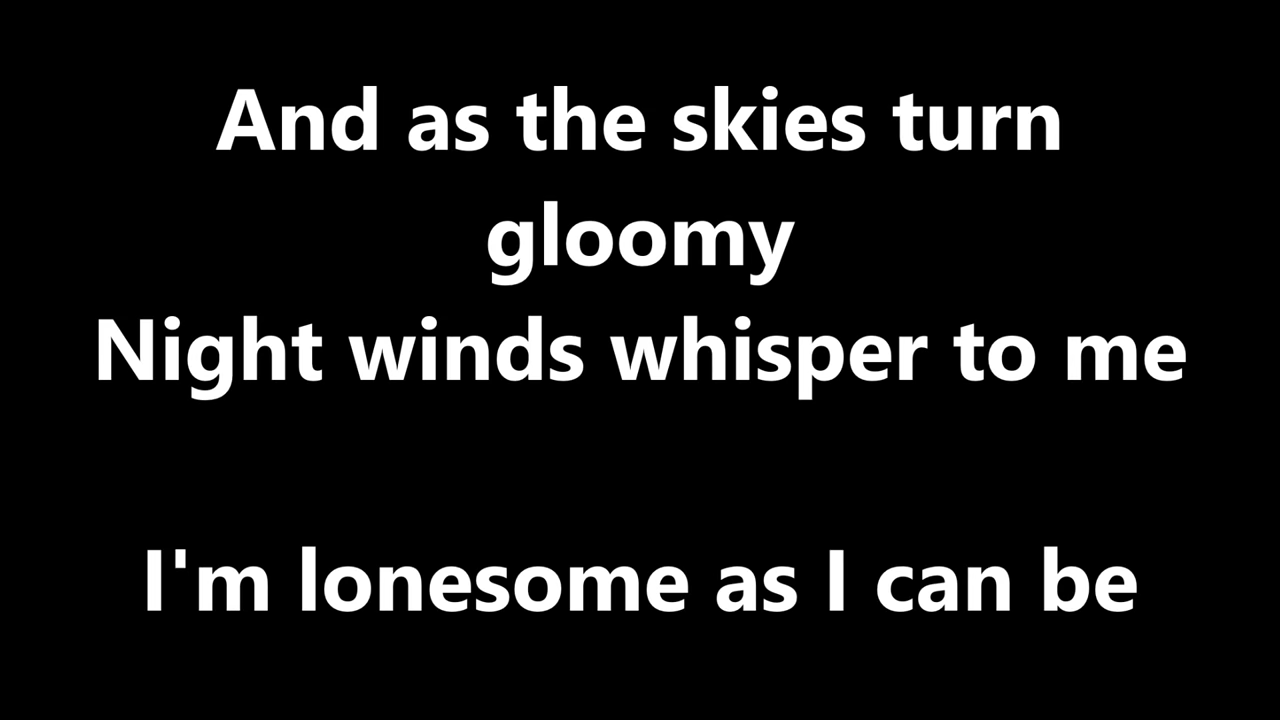 And as the skies turn
gloomy
Night winds whisper to me
I'm lonesome as I can be